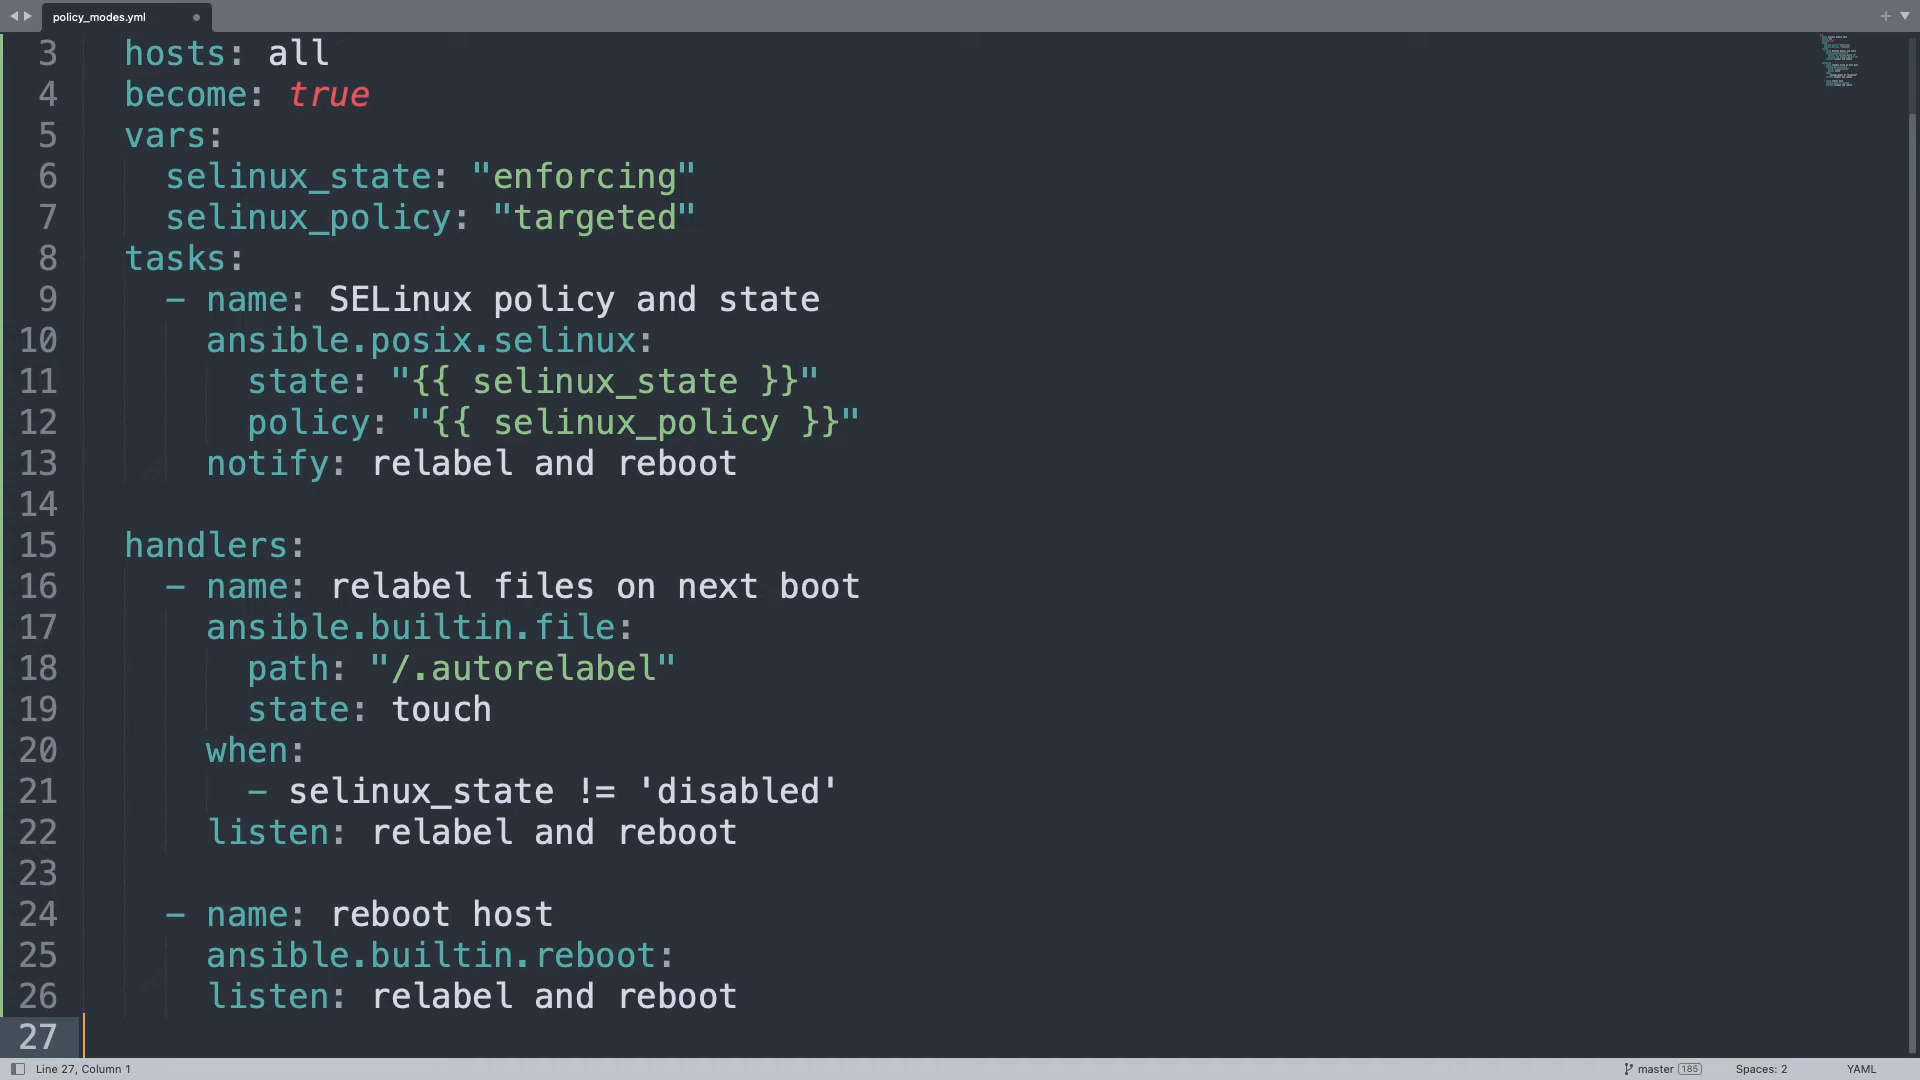 policy_modes.yml
3 hosts: all
4 become: true
5 vars:
6 selinux_state: "enforcing"
7 selinux_policy: "targeted"
8 tasks:
9 - name: SELinux policy and state
10 ansible.posix.selinux:
11 state: "{{ selinux_state }}"
12 policy: "{{ selinux_policy }}"
13 notify: relabel and reboot
14
15 handlers:
16 - name: relabel files on next boot
17 ansible.builtin.file:
18 path: "/.autorelabel"
19 state: touch
20 when:
21 - selinux_state != 'disabled'
22 listen: relabel and reboot
23
24 - name: reboot host
25 ansible.builtin.reboot:
26 listen: relabel and reboot
27
Line 27, Column 1 master 185 Spaces: 2 YAML